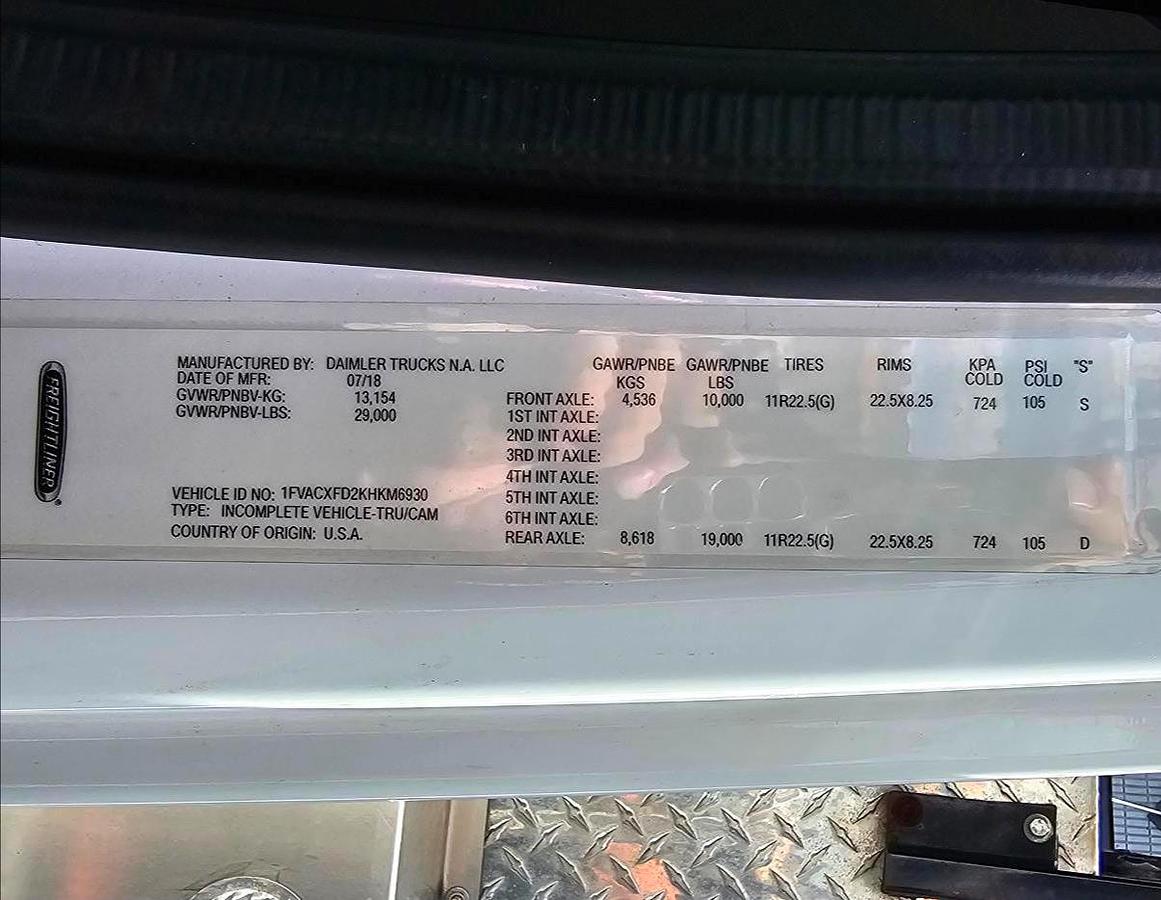 FREIGHTLINER
MANUFACTURED BY: DAIMLER TRUCKS N.A. LLC
DATE OF MFR: 07/18
GVWR/PNBV-KG: 13,154
GVWR/PNBV-LBS: 29,000
VEHICLE ID NO: 1FVACXFD2KHKM6930
TYPE: INCOMPLETE VEHICLE-TRU/CAM
COUNTRY OF ORIGIN: U.S.A.
GAWR/PNBE KGS GAWR/PNBE LBS TIRES RIMS KPA COLD PSI COLD "S"
FRONT AXLE: 4,536 10,000 11R22.5(G) 22.5X8.25 724 105 S
1ST INT AXLE:
2ND INT AXLE:
3RD INT AXLE:
4TH INT AXLE:
5TH INT AXLE:
6TH INT AXLE:
REAR AXLE: 8,618 19,000 11R22.5(G) 22.5X8.25 724 105 D